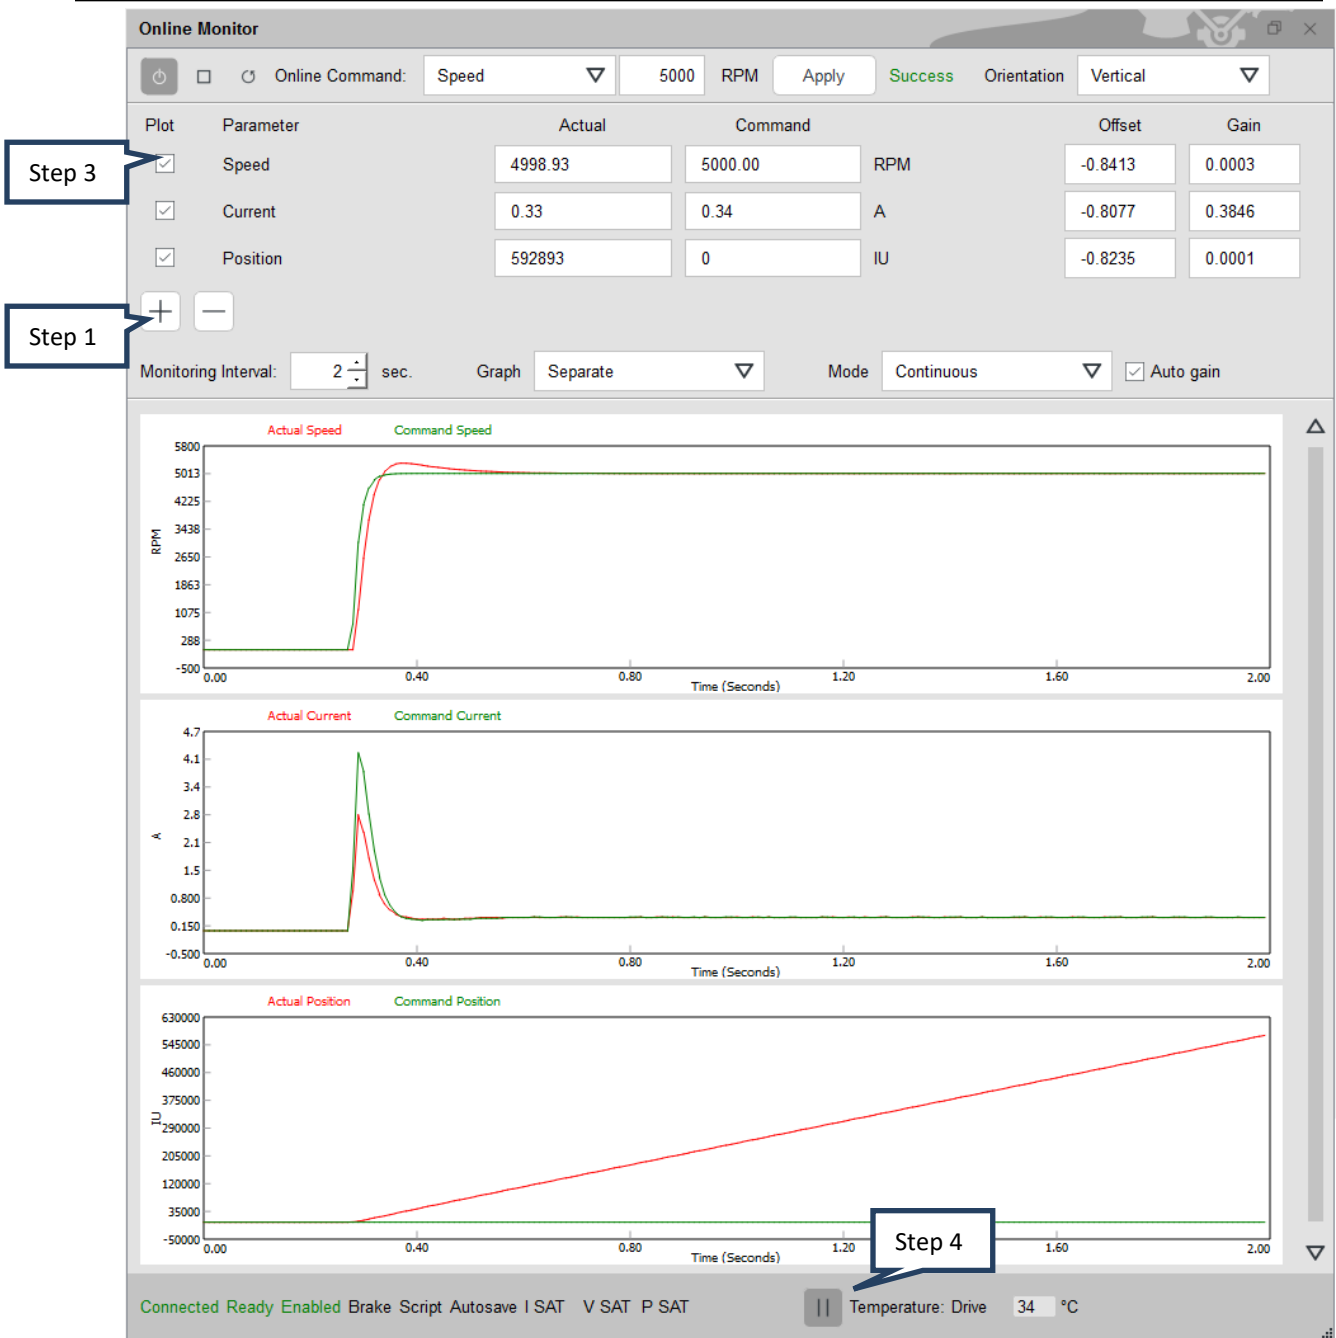 Online Monitor
Online Command: Speed 5000 RPM Apply Success Orientation Vertical
Plot Parameter Actual Command Offset Gain
Step 3
Speed 4998.93 5000.00 RPM -0.8413 0.0003
Current 0.33 0.34 A -0.8077 0.3846
Position 592893 0 IU -0.8235 0.0001
Step 1
Monitoring Interval: 2 sec. Graph Separate Mode Continuous Auto gain
Actual Speed Command Speed
5800
5013
4225
3438
2650
1863
1075
288
-500
RPM
0.00 0.40 0.80 1.20 1.60 2.00
Time (Seconds)
Actual Current Command Current
4.7
4.1
3.4
2.8
2.1
1.5
0.800
0.150
-0.500
A
0.00 0.40 0.80 1.20 1.60 2.00
Time (Seconds)
Actual Position Command Position
630000
545000
460000
375000
290000
205000
120000
35000
-50000
IU
0.00 0.40 0.80 1.20 1.60 2.00
Time (Seconds)
Step 4
Connected Ready Enabled Brake Script Autosave I SAT V SAT P SAT Temperature: Drive 34 °C